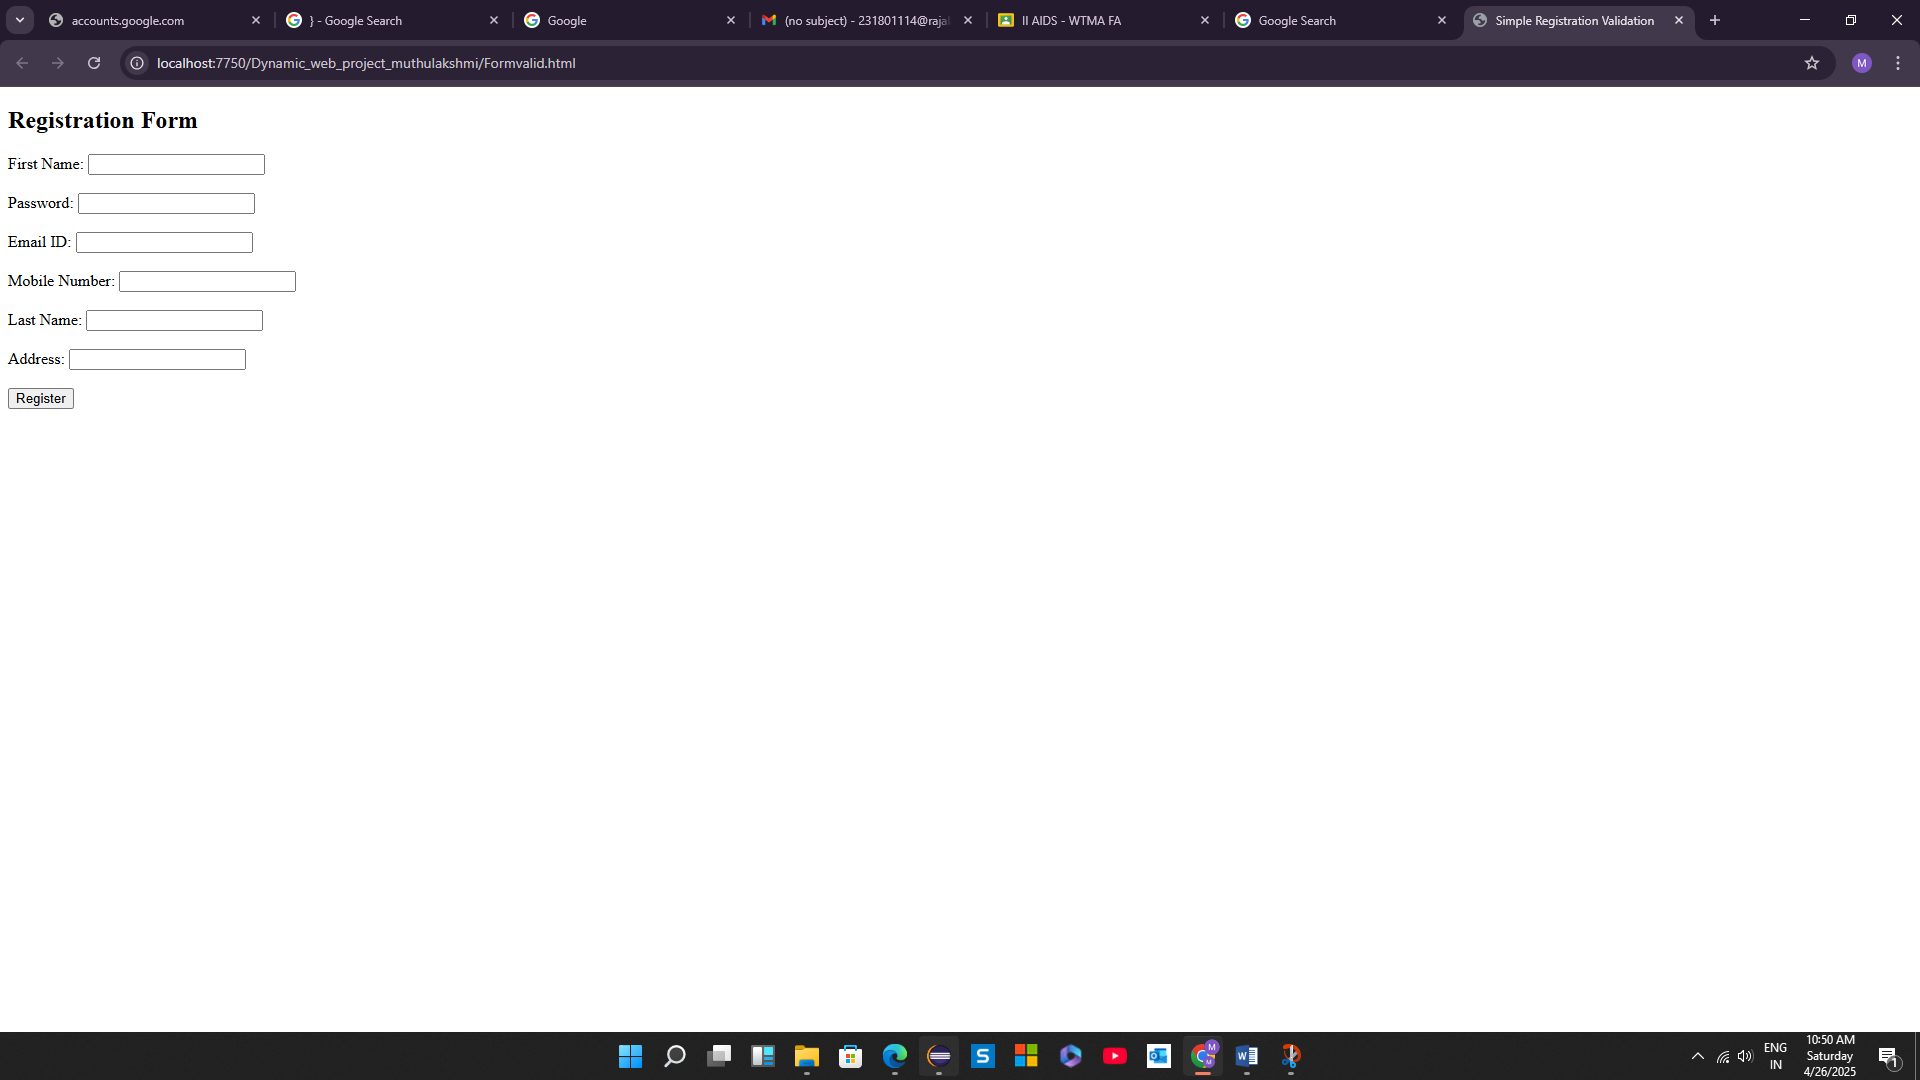 accounts.google.com
} - Google Search
Google
(no subject) - 231801114@raja
II AIDS - WTMA FA
Google Search
Simple Registration Validation
localhost:7750/Dynamic_web_project_muthulakshmi/Formvalid.html
M
Registration Form
First Name:
Password:
Email ID:
Mobile Number:
Last Name:
Address:
Register
S
M
M
W
ENG
IN
10:50 AM
Saturday
4/26/2025
1